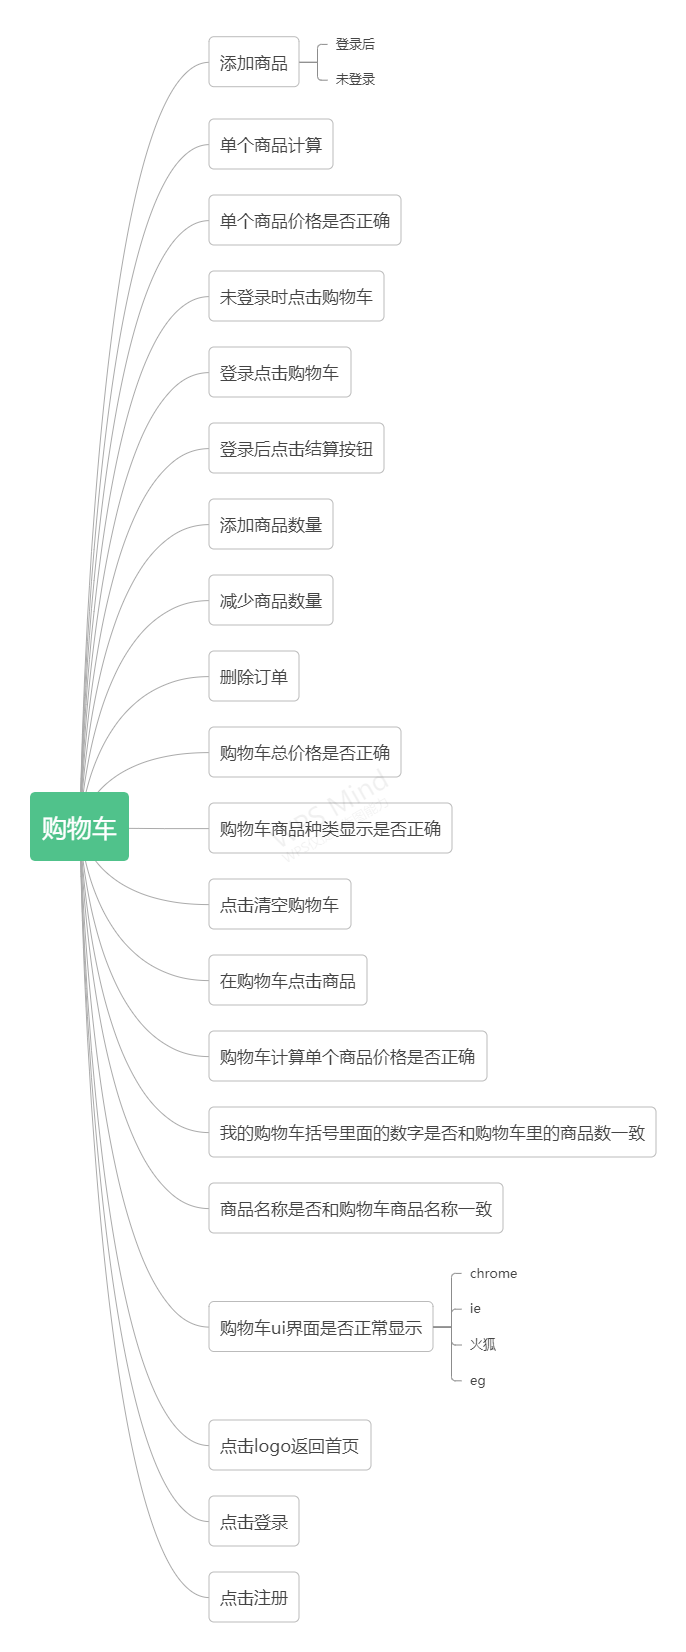 添加商品
登录后
未登录
单个商品计算
单个商品价格是否正确
未登录时点击购物车
登录点击购物车
登录后点击结算按钮
添加商品数量
减少商品数量
删除订单
购物车总价格是否正确
购物车
购物车商品种类显示是否正确
WPS Mind
点击清空购物车
在购物车点击商品
购物车计算单个商品价格是否正确
我的购物车括号里面的数字是否和购物车里的商品数一致
商品名称是否和购物车商品名称一致
购物车ui界面是否正常显示
chrome
ie
火狐
eg
点击logo返回首页
点击登录
点击注册